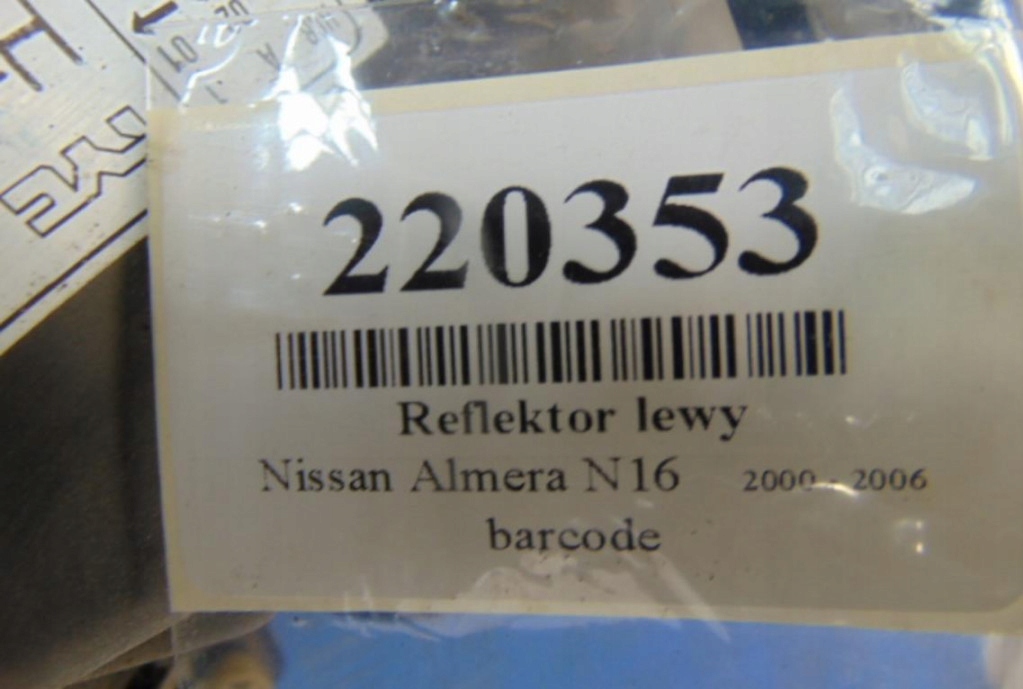 220353
Reflektor lewy
Nissan Almera N16 2000 - 2006
barcode